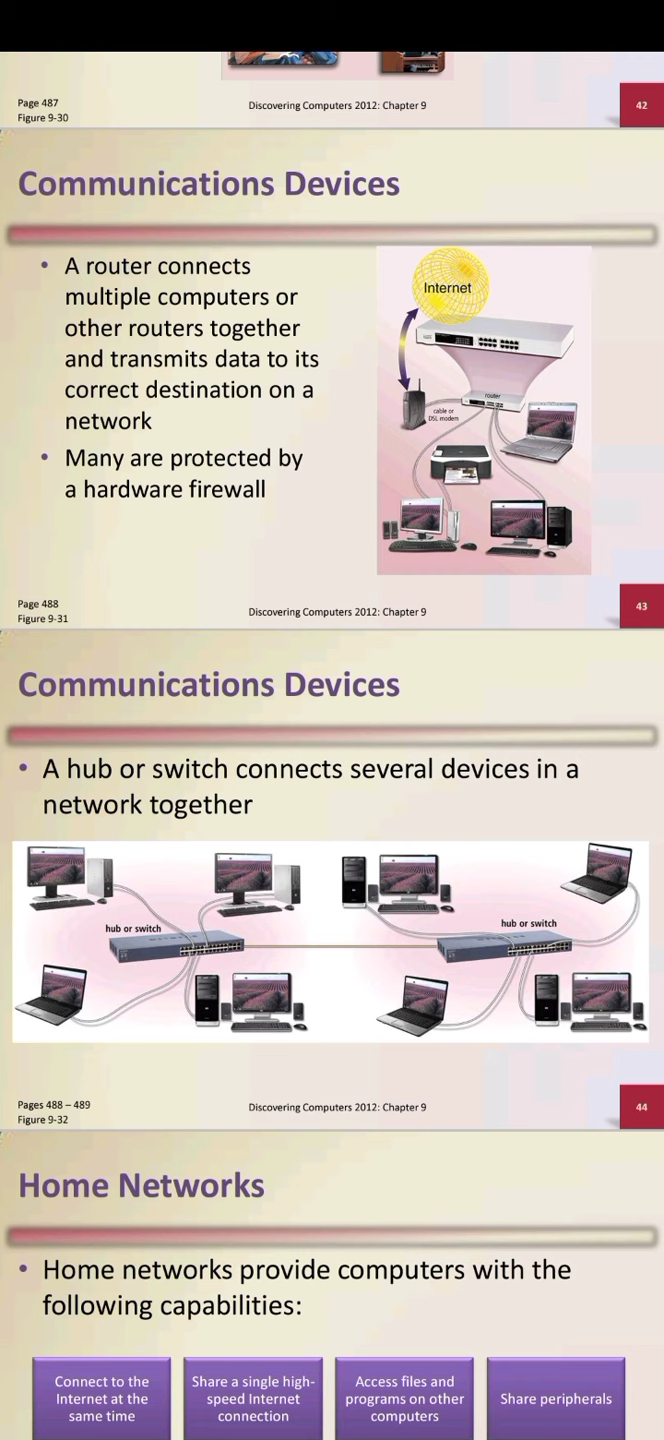 Page 487
Figure 9-30
Discovering Computers 2012: Chapter 9
42
Communications Devices
• A router connects
multiple computers or
other routers together
and transmits data to its
correct destination on a
network
• Many are protected by
a hardware firewall
Internet
router
cable or
DSL modem
Page 488
Figure 9-31
Discovering Computers 2012: Chapter 9
43
Communications Devices
• A hub or switch connects several devices in a
network together
hub or switch
hub or switch
Pages 488 – 489
Figure 9-32
Discovering Computers 2012: Chapter 9
44
Home Networks
• Home networks provide computers with the
following capabilities:
Connect to the
Internet at the
same time
Share a single high-
speed Internet
connection
Access files and
programs on other
computers
Share peripherals